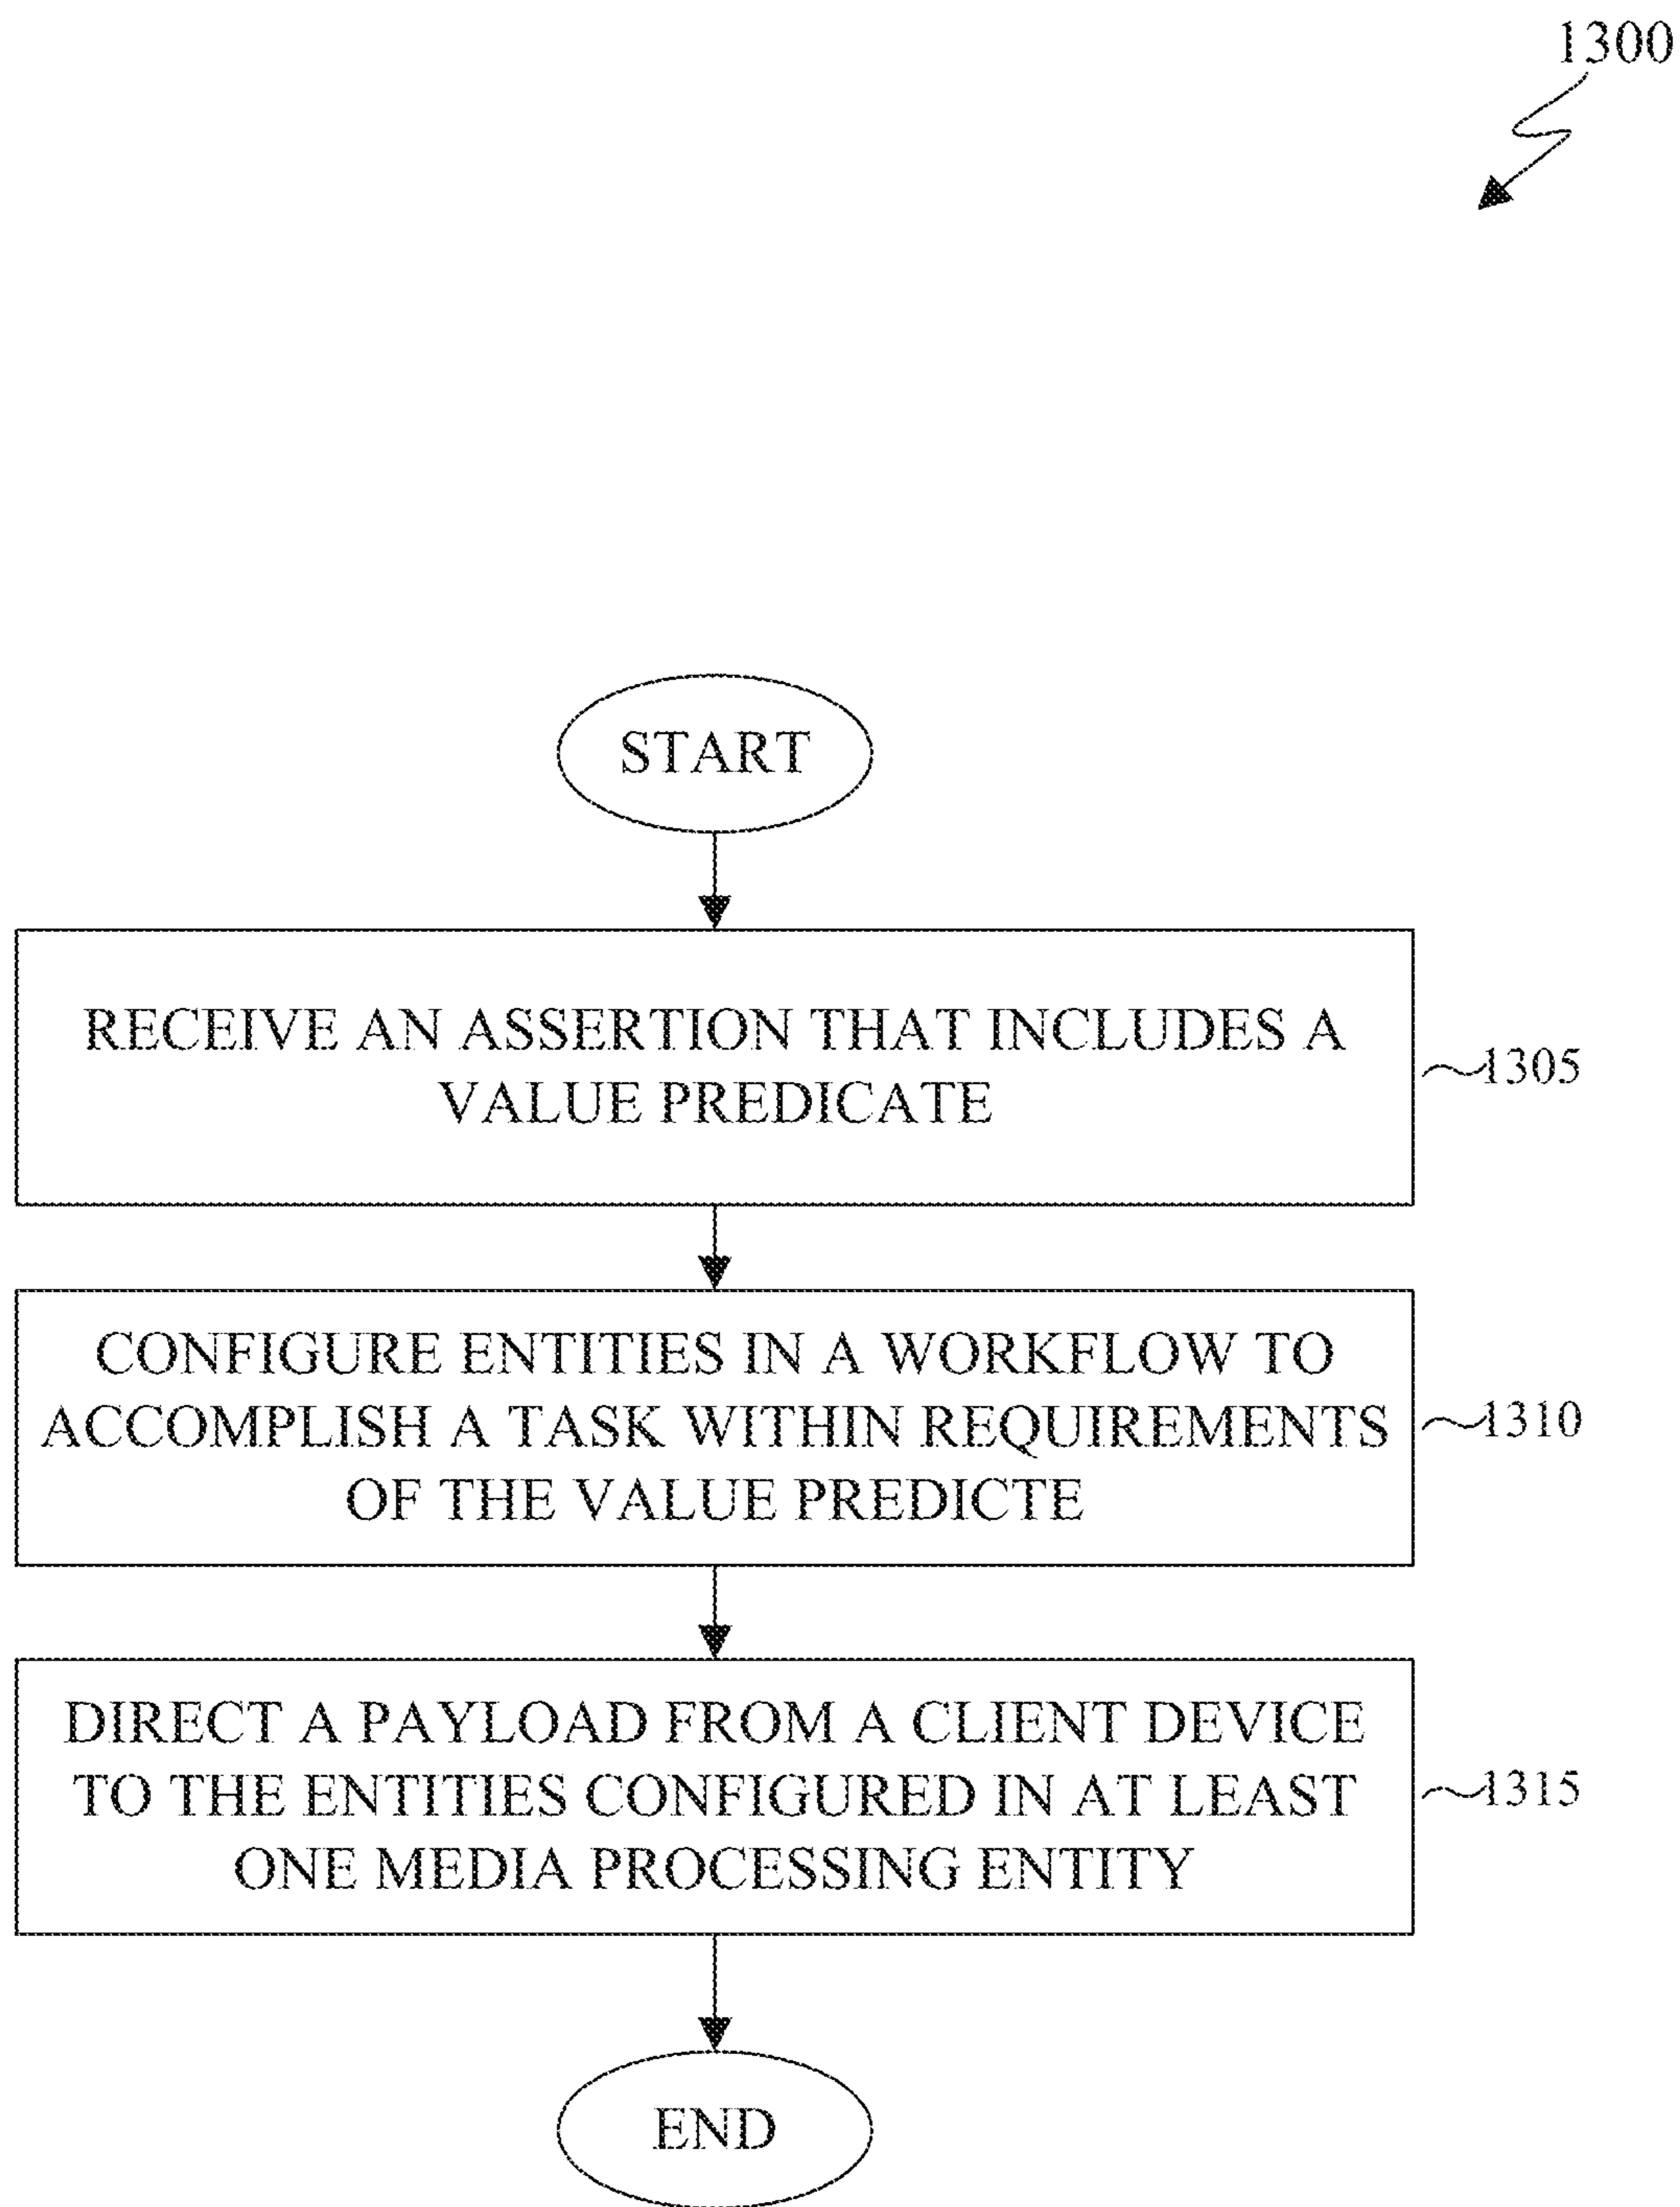 1300
START
RECEIVE AN ASSERTION THAT INCLUDES A
VALUE PREDICATE
1305
CONFIGURE ENTITIES IN A WORKFLOW TO
ACCOMPLISH A TASK WITHIN REQUIREMENTS
OF THE VALUE PREDICTE
1310
DIRECT A PAYLOAD FROM A CLIENT DEVICE
TO THE ENTITIES CONFIGURED IN AT LEAST
ONE MEDIA PROCESSING ENTITY
1315
END